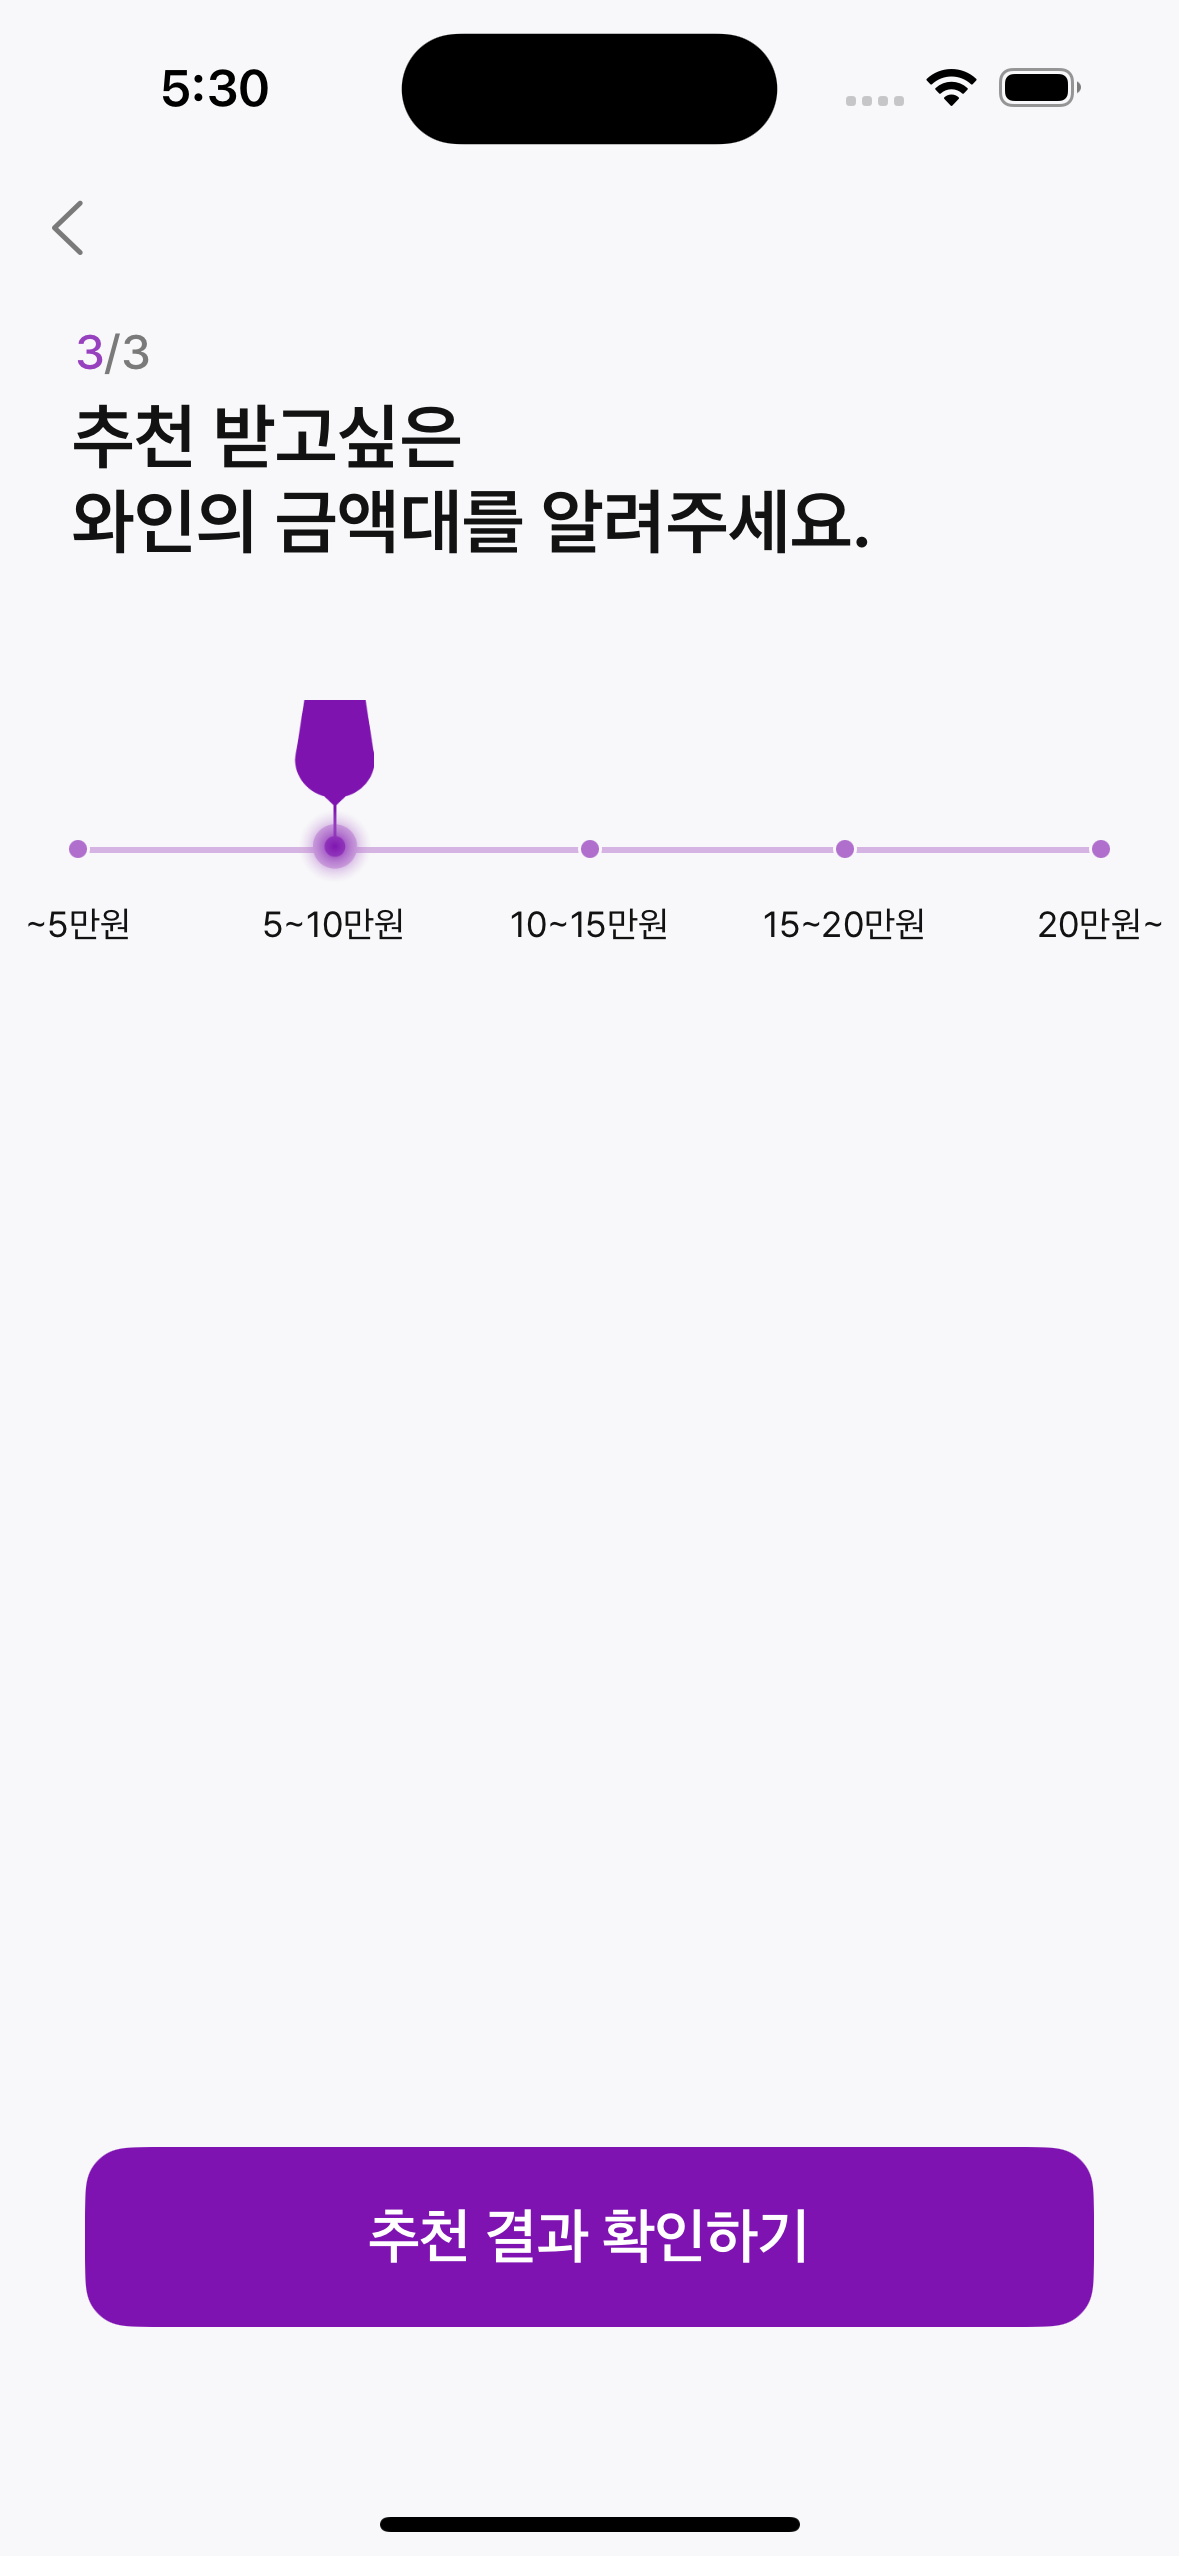 5:30
3/3
추천 받고싶은
와인의 금액대를 알려주세요.
~5만원 5~10만원 10~15만원 15~20만원 20만원~
추천 결과 확인하기